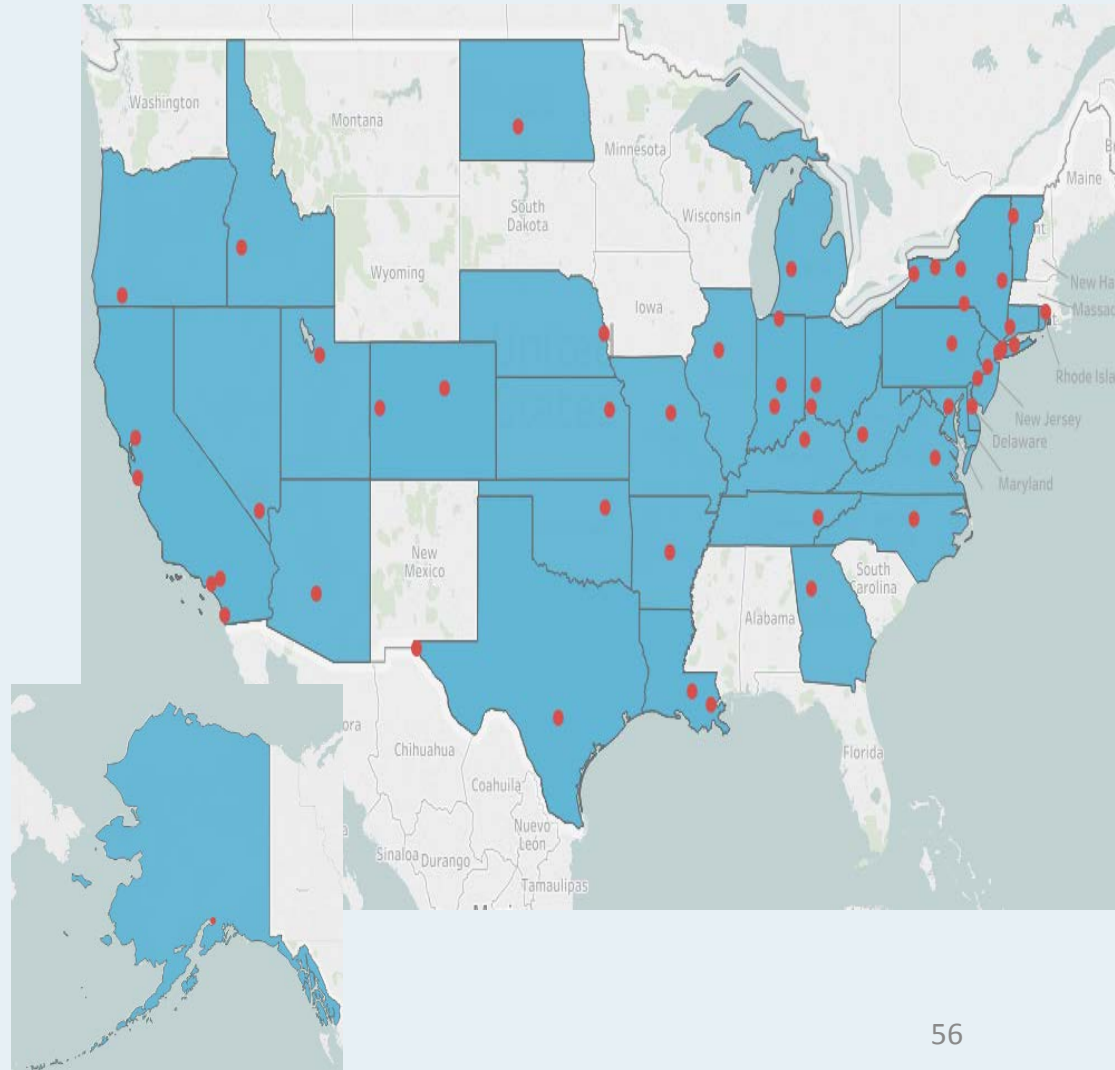 Washington
Montana
Minnesota
Maine
South
Dakota
Wisconsin
Wyoming
Iowa
New Ha
Massac
Rhode Isla
New Jersey
Delaware
Maryland
New
Mexico
South
Carolina
Alabama
Florida
ora
Chihuahua
Coahuila
Nuevo
León
Sinaloa
Durango
Tamaulipas
56